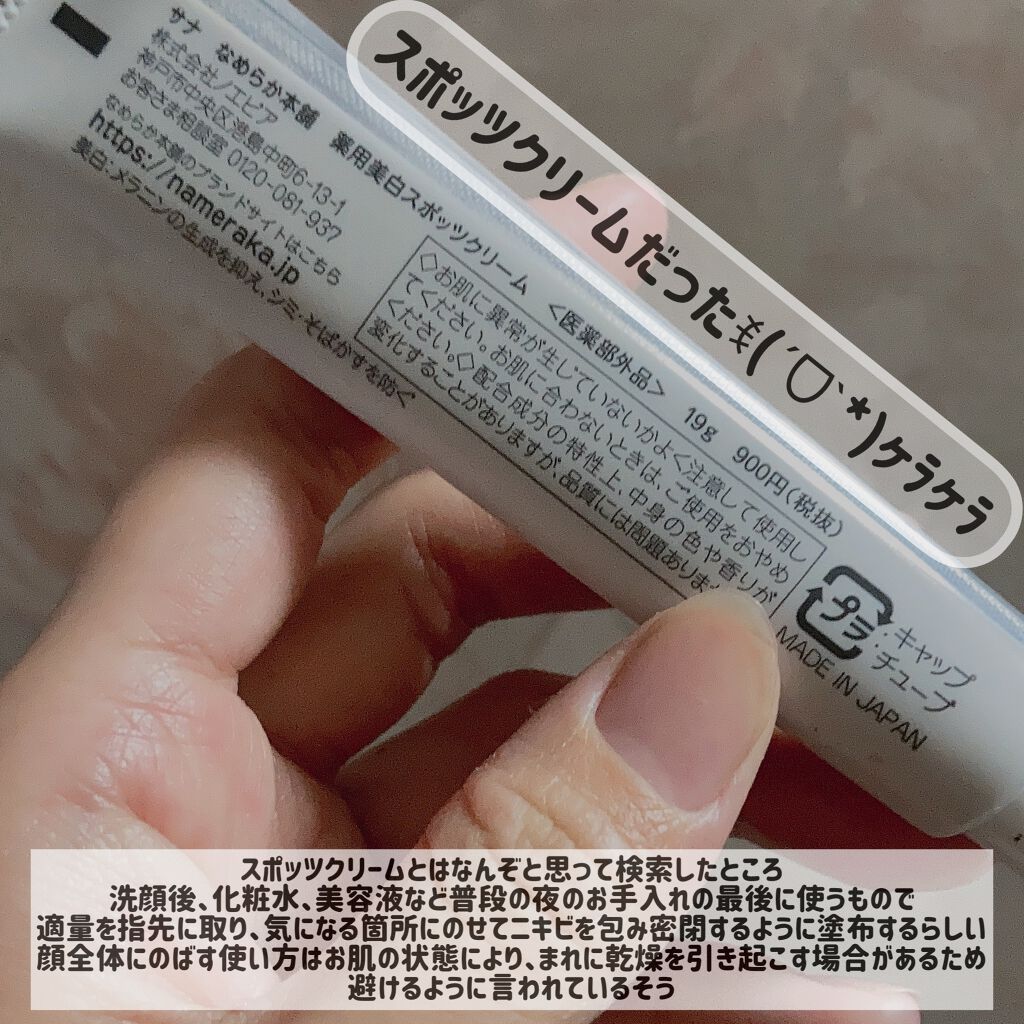 スポッツクリームだったꉂ(ˊᗜˋ*)ケラケラ
サナ なめらか本舗 薬用美白スポッツクリーム <医薬部外品> 19g 900円(税抜)
株式会社ノエビア
神戸市中央区港島中町6-13-1
お客さま相談室 0120-081-937
なめらか本舗のブランドサイトはこちら
https://nameraka.jp
美白:メラニンの生成を抑え、シミ・そばかすを防ぐ
◇お肌に異常が生じていないかよく注意して使用し
てください。お肌に合わないときは、ご使用をおやめ
ください。◇配合成分の特性上、中身の色や香りが
変化することがありますが、品質には問題ありま
プラ
・キャップ
・チューブ
MADE IN JAPAN
スポッツクリームとはなんぞと思って検索したところ
洗顔後、化粧水、美容液など普段の夜のお手入れの最後に使うもので
適量を指先に取り、気になる箇所にのせてニキビを包み密閉するように塗布するらしい
顔全体にのばす使い方はお肌の状態により、まれに乾燥を引き起こす場合があるため
避けるように言われているそう